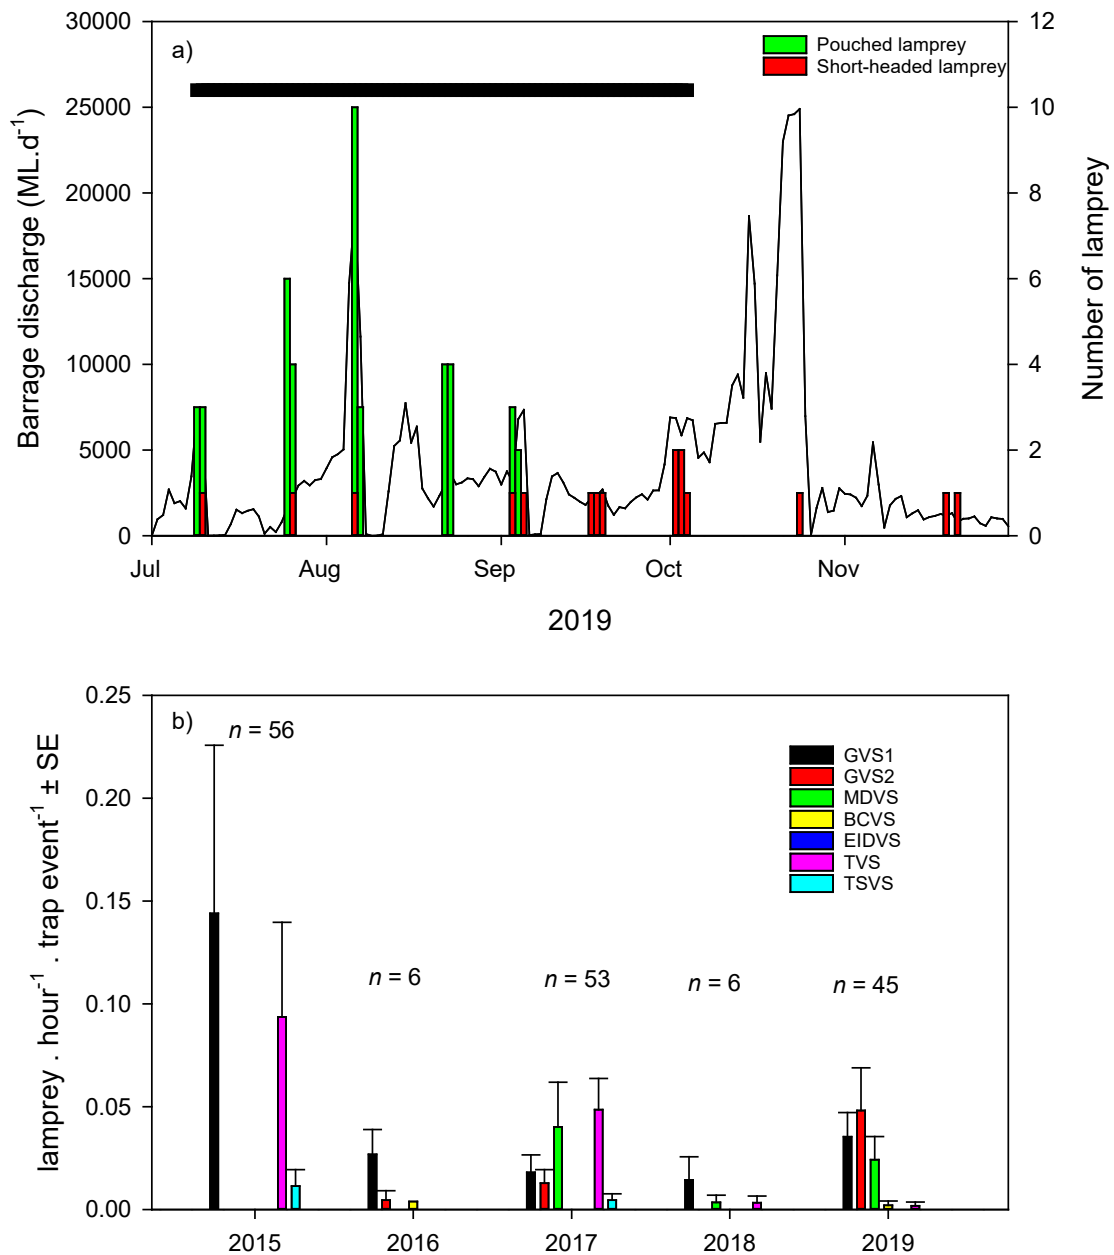 a)
Pouched lamprey
Short-headed lamprey
30000
25000
20000
15000
10000
5000
0
Barrage discharge (ML.d⁻¹)
12
10
8
6
4
2
0
Number of lamprey
Jul Aug Sep Oct Nov
2019
b)
n = 56
n = 6
n = 53
n = 6
n = 45
GVS1
GVS2
MDVS
BCVS
EIDVS
TVS
TSVS
0.25
0.20
0.15
0.10
0.05
0.00
lamprey . hour⁻¹ . trap event⁻¹ ± SE
2015 2016 2017 2018 2019